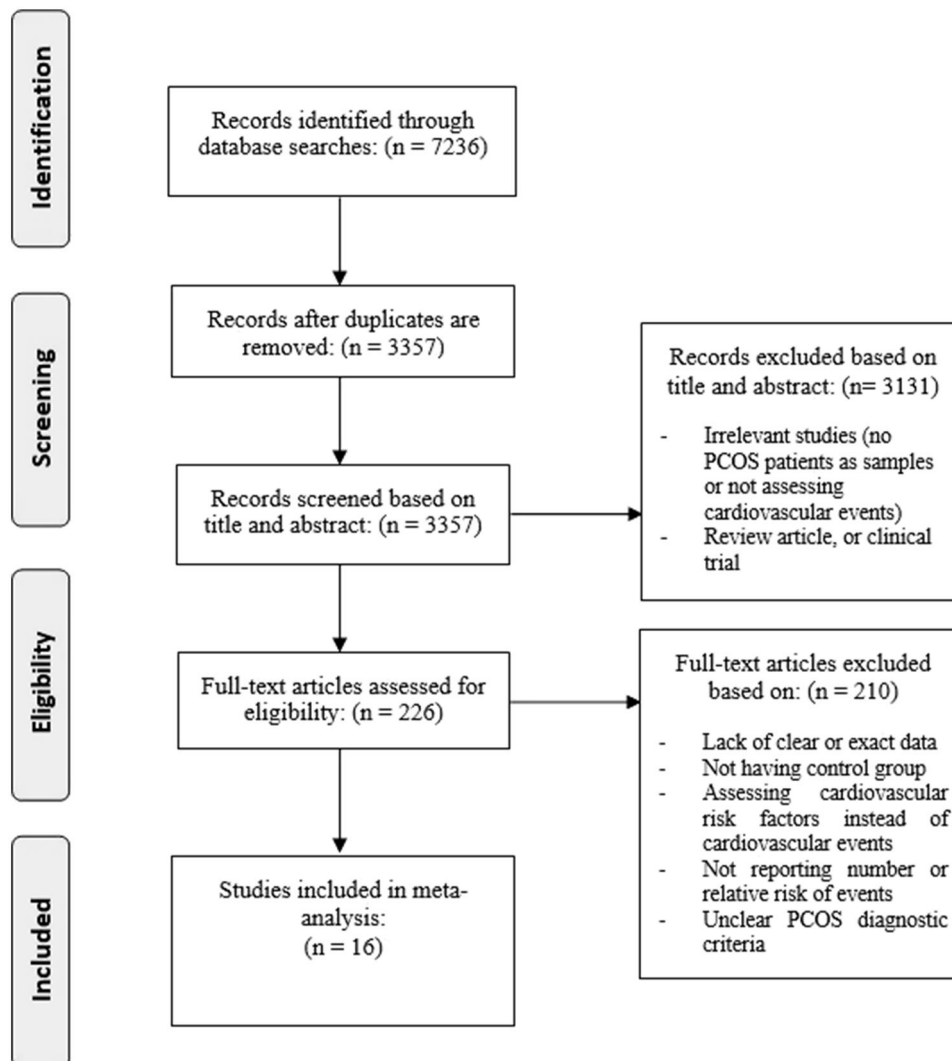 Identification
Records identified through
database searches: (n = 7236)
Screening
Records after duplicates are
removed: (n = 3357)
Records screened based on
title and abstract: (n = 3357)
Records excluded based on
title and abstract: (n= 3131)
- Irrelevant studies (no
PCOS patients as samples
or not assessing
cardiovascular events)
- Review article, or clinical
trial
Eligibility
Full-text articles assessed for
eligibility: (n = 226)
Full-text articles excluded
based on: (n = 210)
- Lack of clear or exact data
- Not having control group
- Assessing cardiovascular
risk factors instead of
cardiovascular events
- Not reporting number or
relative risk of events
- Unclear PCOS diagnostic
criteria
Included
Studies included in meta-
analysis:
(n = 16)